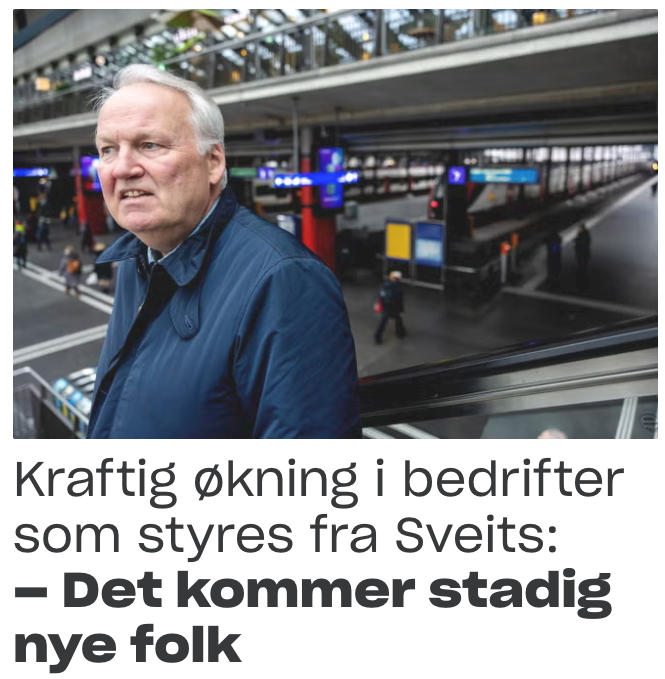 Kraftig økning i bedrifter
som styres fra Sveits:
– Det kommer stadig
nye folk